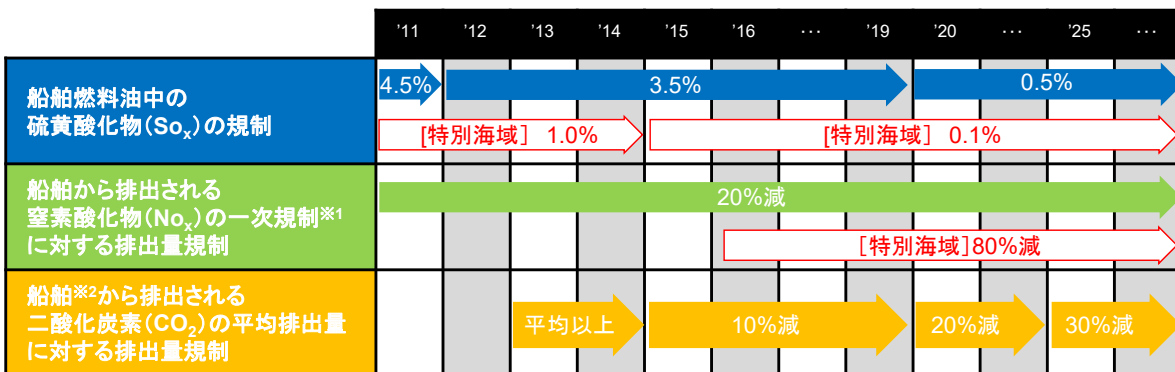 '11 '12 '13 '14 '15 '16 ··· '19 '20 ··· '25 ···
船舶燃料油中の
硫黄酸化物(Soₓ)の規制
4.5% 3.5% 0.5%
[特別海域] 1.0% [特別海域] 0.1%
船舶から排出される
窒素酸化物(Noₓ)の一次規制※1
に対する排出量規制
20%減
[特別海域]80%減
船舶※2から排出される
二酸化炭素(CO₂)の平均排出量
に対する排出量規制
平均以上 10%減 20%減 30%減